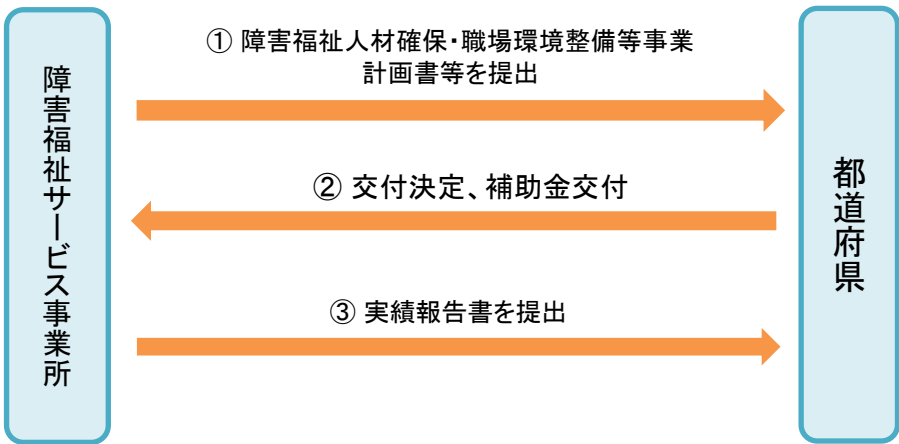 障害福祉サービス事業所
① 障害福祉人材確保・職場環境整備等事業
計画書等を提出
② 交付決定、補助金交付
③ 実績報告書を提出
都道府県